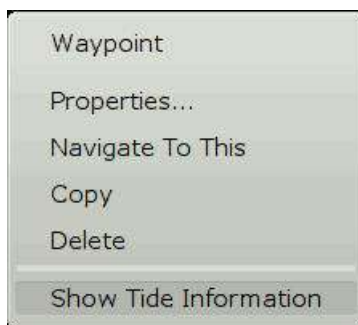 Waypoint
Properties...
Navigate To This
Copy
Delete
Show Tide Information